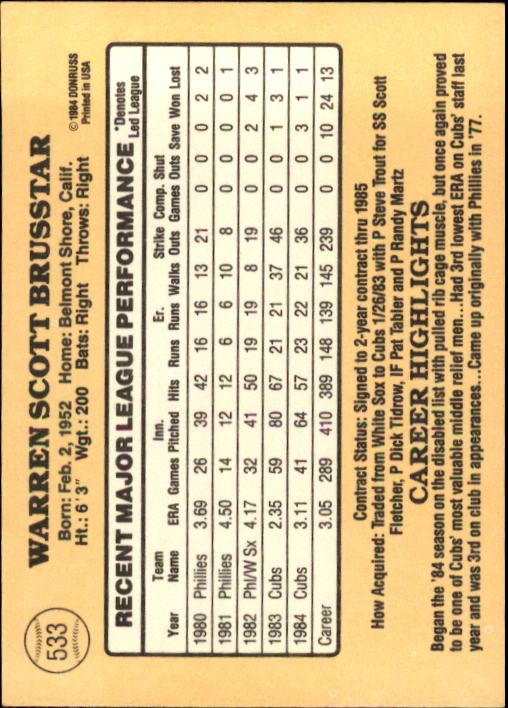 533
WARREN SCOTT BRUSSTAR
Born: Feb. 2, 1952 Home: Belmont Shore, Calif.
Ht.: 6'3" Wgt.: 200 Bats: Right Throws: Right
©1984 DONRUSS
Printed in USA
RECENT MAJOR LEAGUE PERFORMANCE
*Denotes
Led League
Year Team Name ERA Games Inn. Pitched Hits Runs Er. Runs Walks Strike Outs Comp. Games Shut Outs Save Won Lost
1980 Phillies 3.69 26 39 42 16 16 13 21 0 0 0 2 2
1981 Phillies 4.50 14 12 12 6 6 10 8 0 0 0 0 1
1982 Phi/W Sx 4.17 32 41 50 19 19 8 19 0 0 2 4 3
1983 Cubs 2.35 59 80 67 21 21 37 46 0 0 1 3 1
1984 Cubs 3.11 41 64 57 23 22 21 36 0 0 3 1 1
Career 3.05 289 410 389 148 139 145 239 0 0 10 24 13
Contract Status: Signed to 2-year contract thru 1985
How Acquired: Traded from White Sox to Cubs 1/26/83 with P Steve Trout for SS Scott
Fletcher, P Dick Tidrow, IF Pat Tabler and P Randy Martz
CAREER HIGHLIGHTS
Began the '84 season on the disabled list with pulled rib cage muscle, but once again proved
to be one of Cubs' most valuable middle relief men...Had 3rd lowest ERA on Cubs' staff last
year and was 3rd on club in appearances...Came up originally with Phillies in '77.